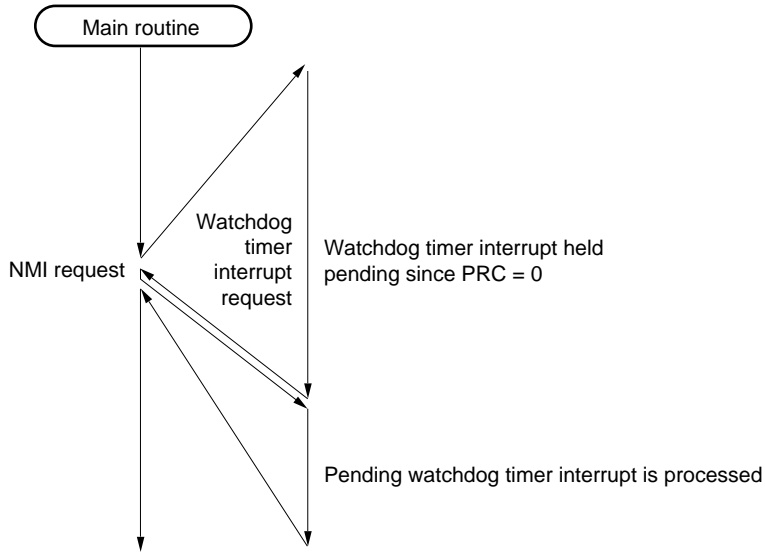 Main routine
Watchdog
timer
interrupt
request
Watchdog timer interrupt held
pending since PRC = 0
NMI request
Pending watchdog timer interrupt is processed